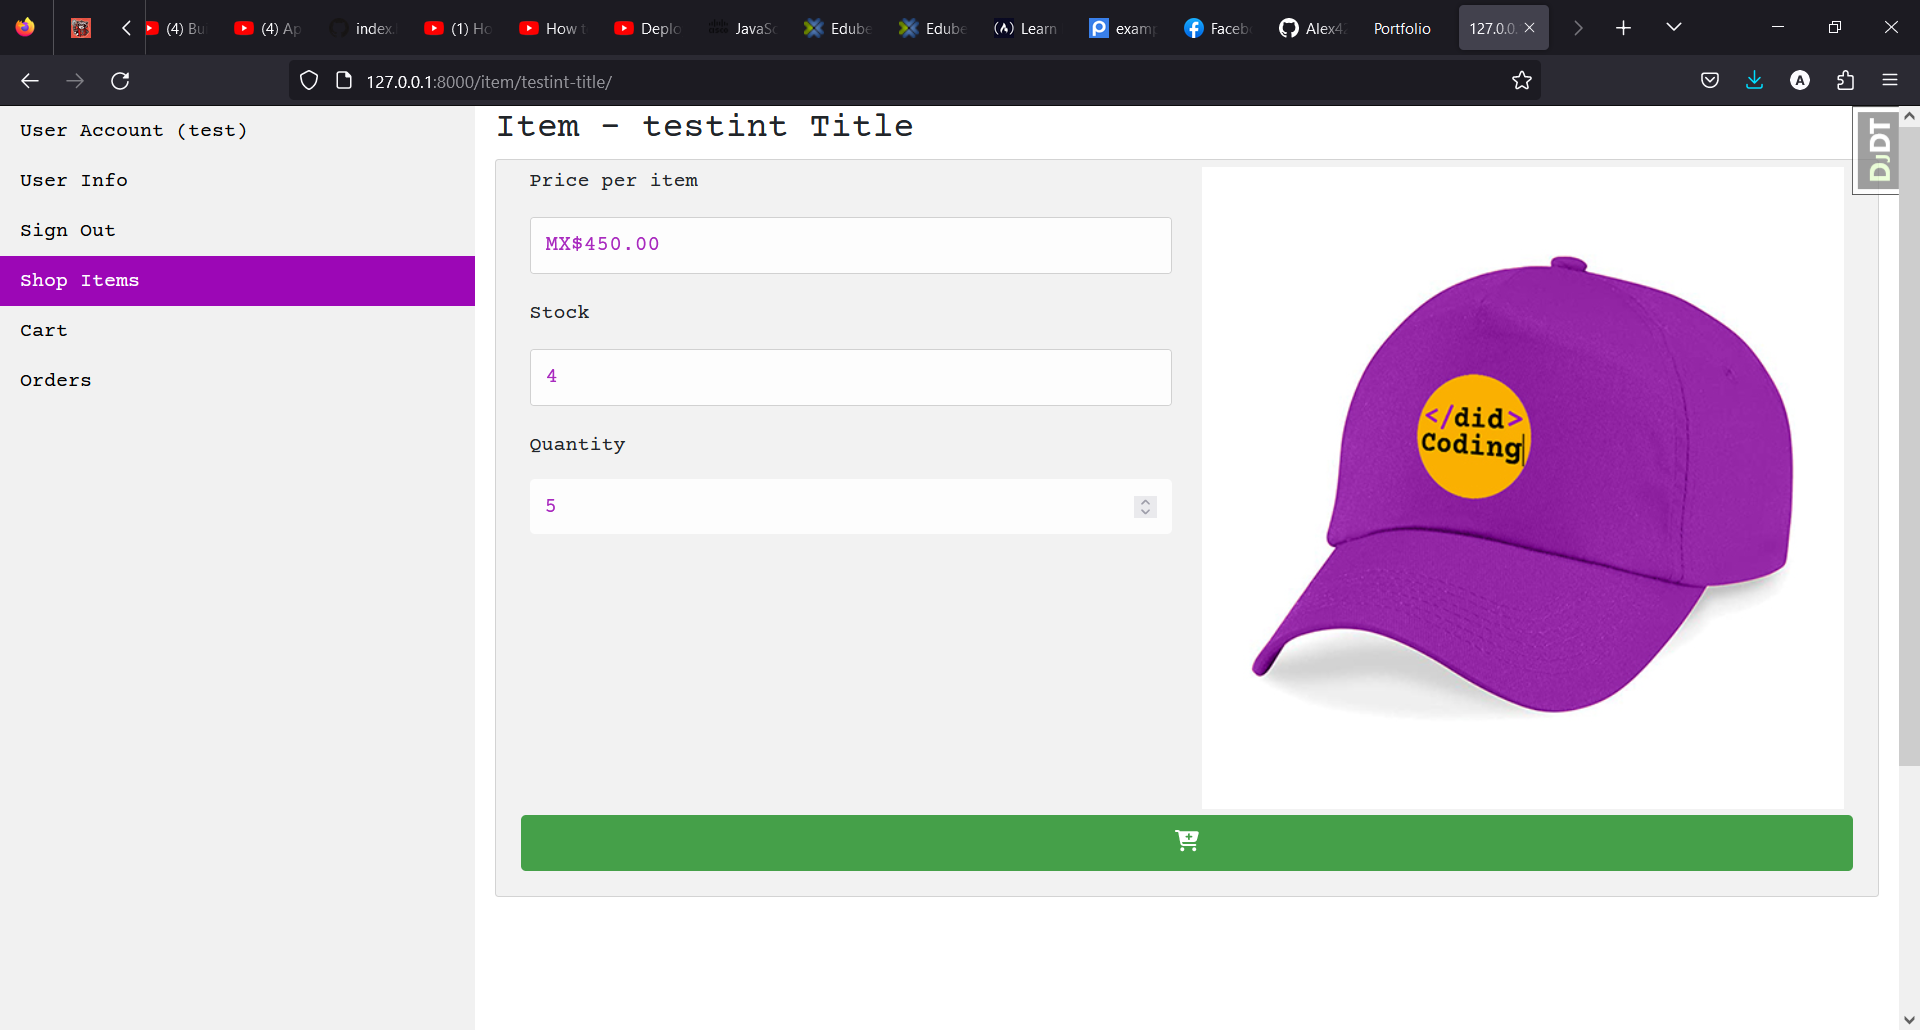 (4) Bu
(4) Ap
index.
(1) Ho
How t
Deplo
JavaSc
Edube
Edube
Learn
examp
Faceb
Alex42
Portfolio
127.0.0.
127.0.0.1:8000/item/testint-title/
A
User Account (test)
User Info
Sign Out
Shop Items
Cart
Orders
Item - testint Title
DJDT
Price per item
MX$450.00
Stock
4
Quantity
5
</did>
Coding|